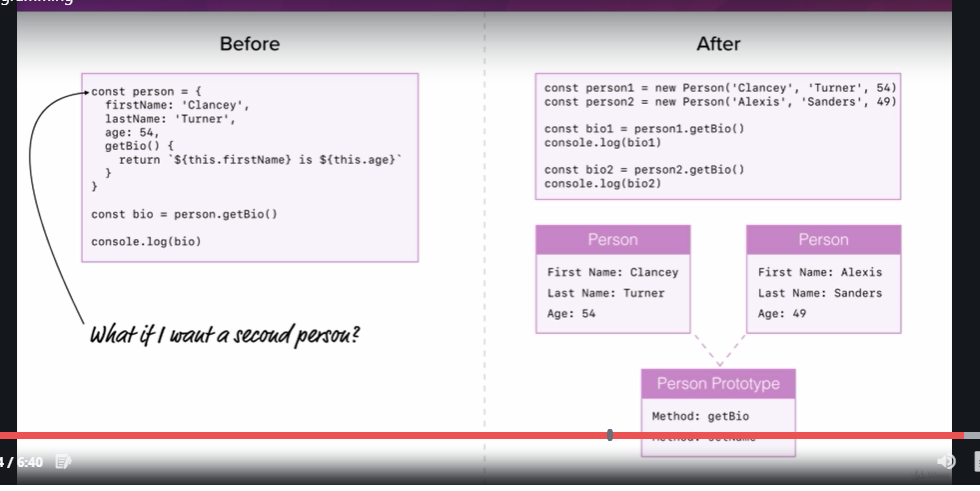 Before
const person = {
firstName: 'Clancey',
lastName: 'Turner',
age: 54,
getBio() {
return `${this.firstName} is ${this.age}`
}
}
const bio = person.getBio()
console.log(bio)
What if I want a second person?
After
const person1 = new Person('Clancey', 'Turner', 54)
const person2 = new Person('Alexis', 'Sanders', 49)
const bio1 = person1.getBio()
console.log(bio1)
const bio2 = person2.getBio()
console.log(bio2)
Person
First Name: Clancey
Last Name: Turner
Age: 54
Person
First Name: Alexis
Last Name: Sanders
Age: 49
Person Prototype
Method: getBio
Method: setName
/ 6:40